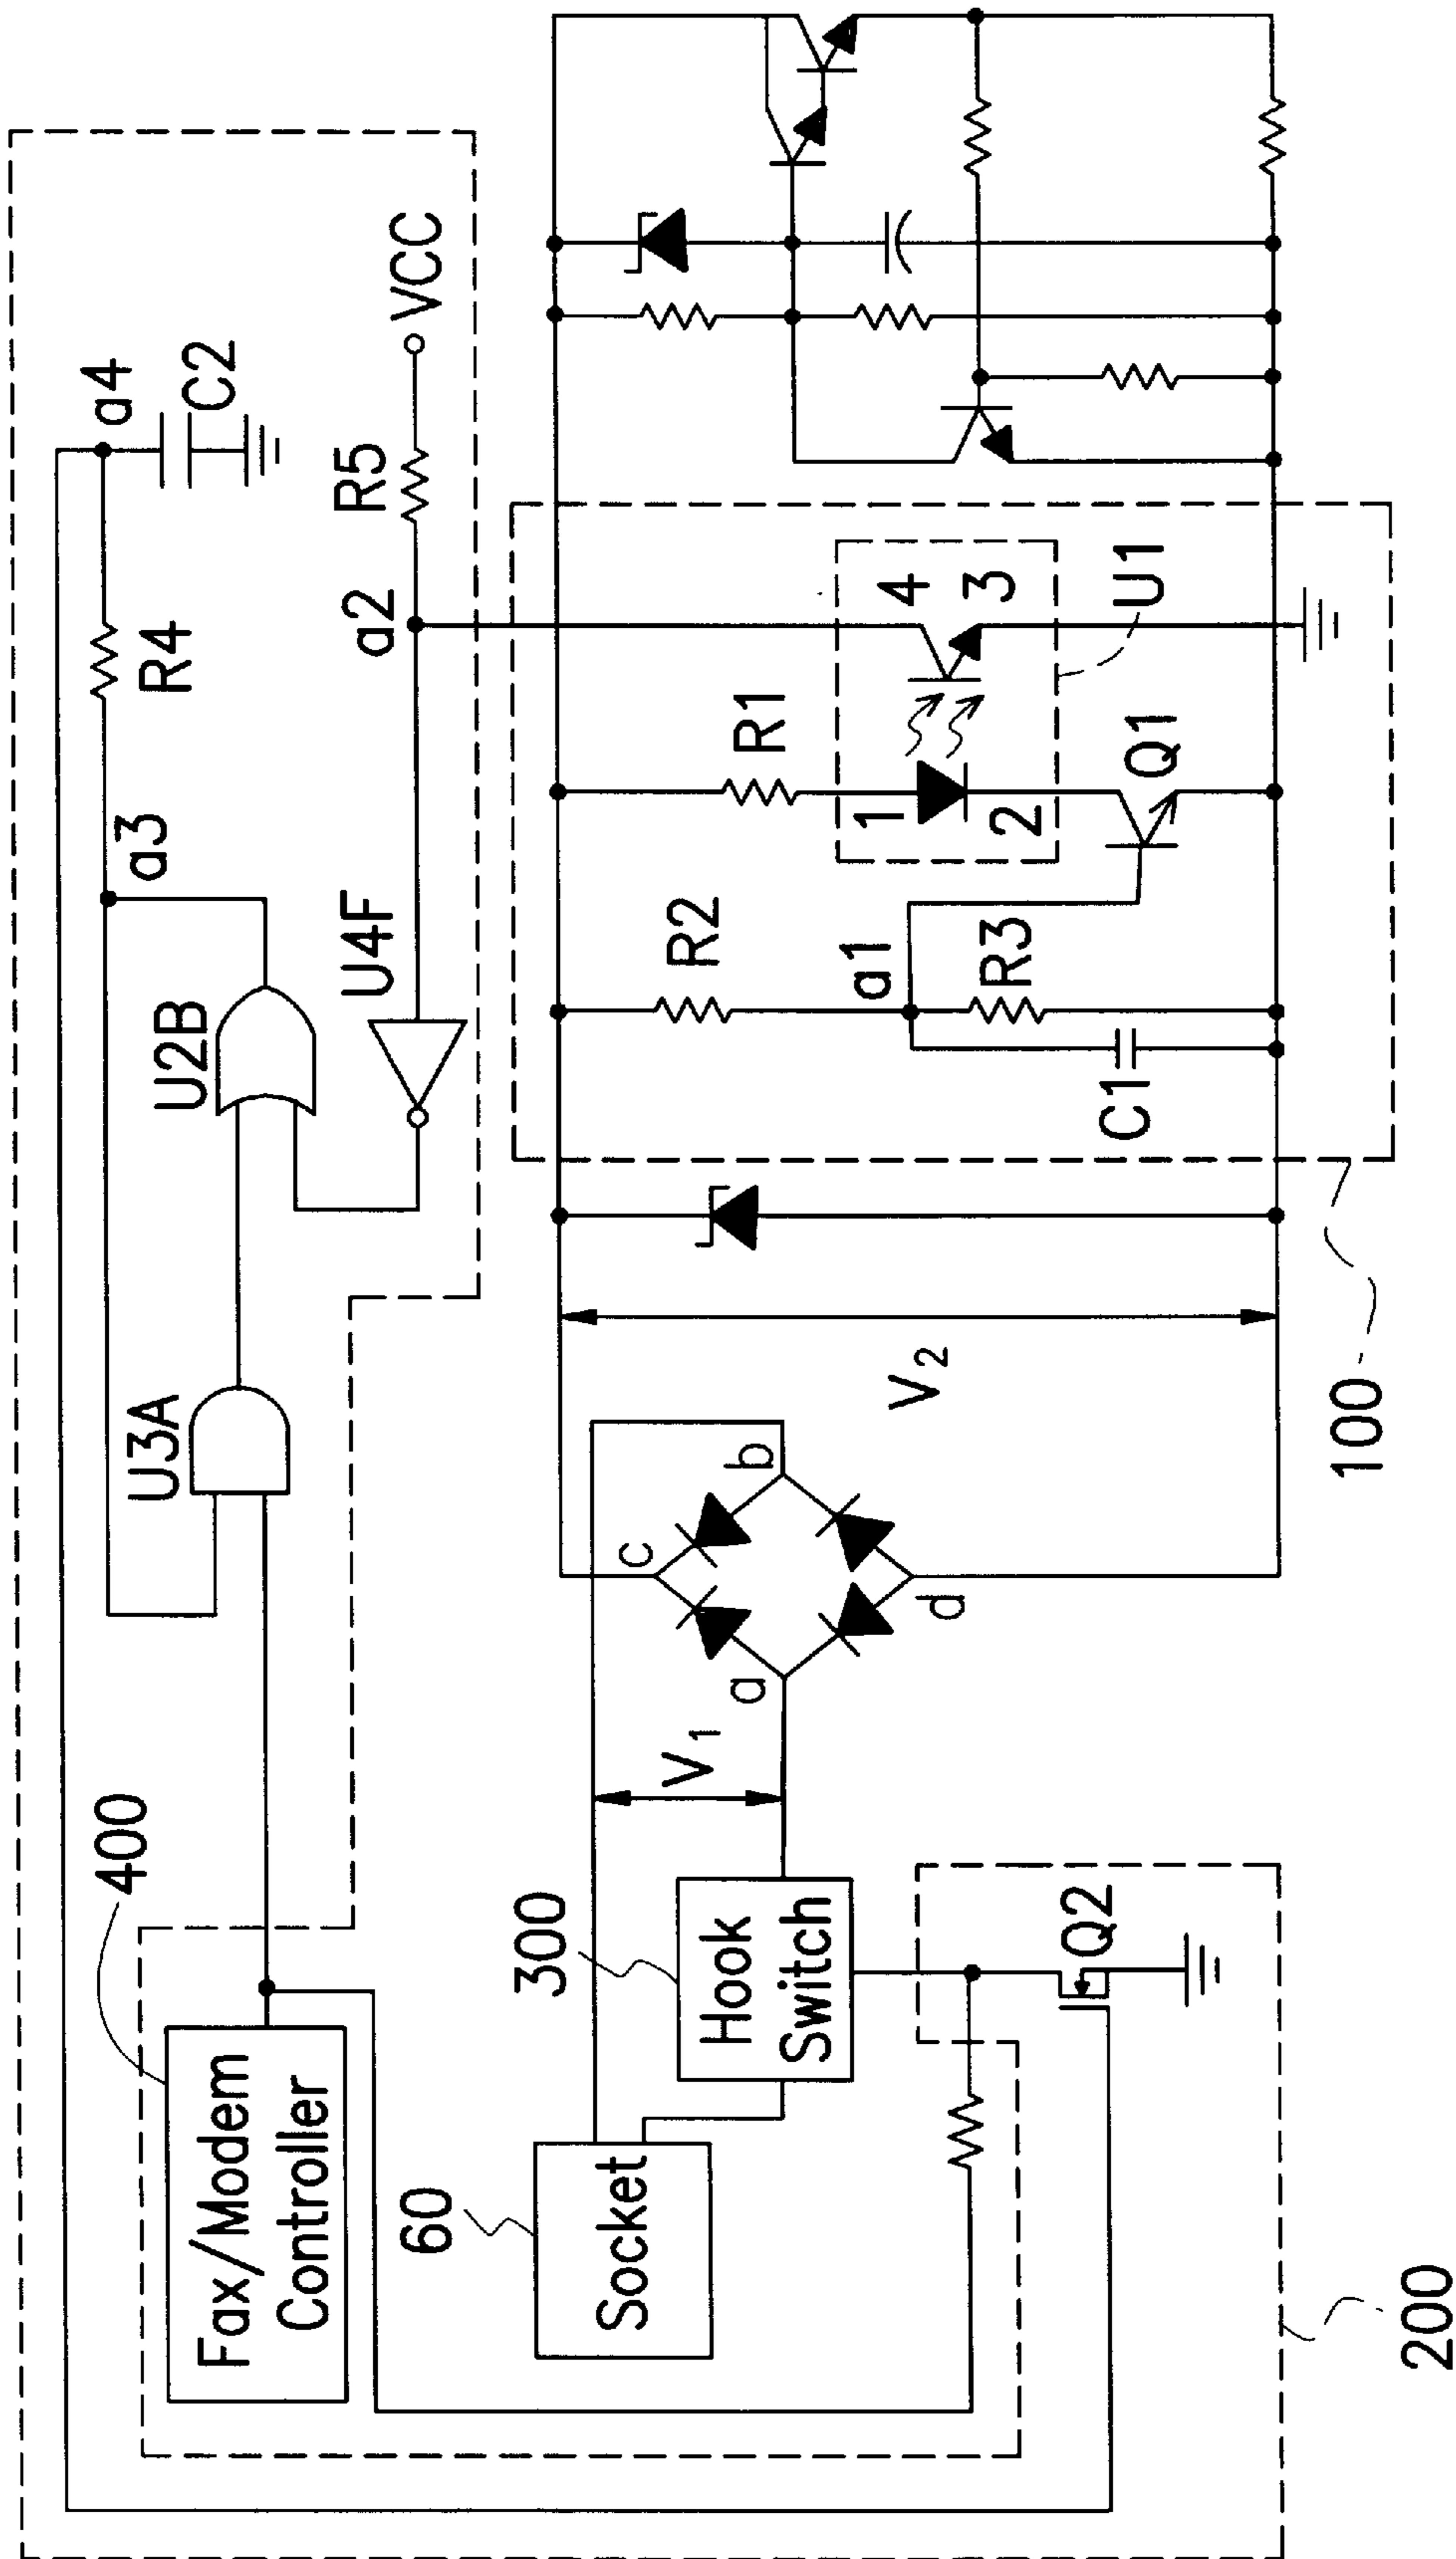 Fax/Modem
Controller
400
U3A
U2B
a3
R4
a4
C2
U4F
a2
R5
VCC
60
Socket
300
Hook
Switch
V1
a
b
c
d
V2
R2
a1
R3
C1
R1
1
2
4
3
U1
Q1
Q2
100
200